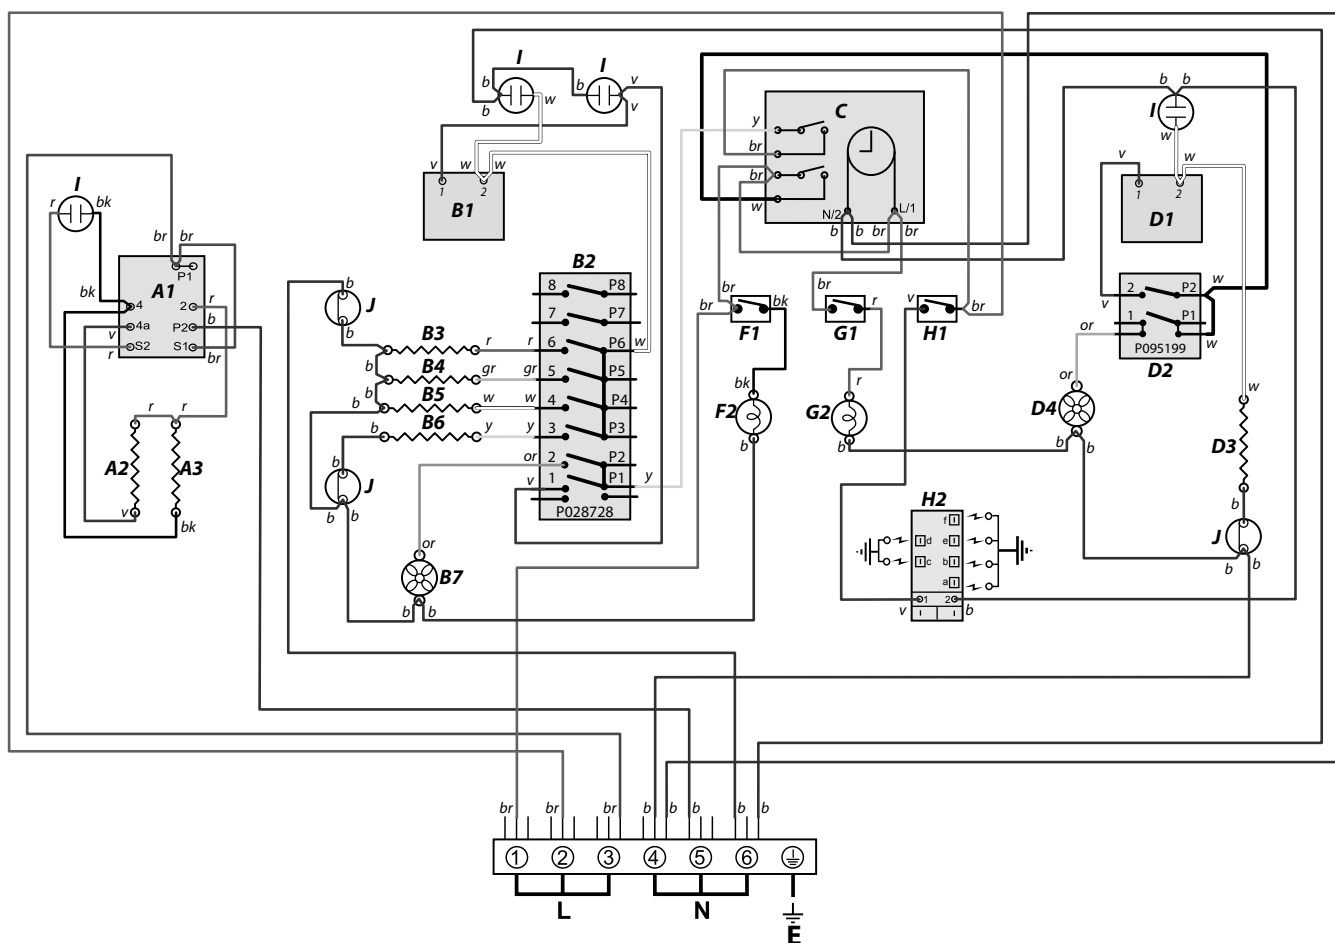 I
I
b
b
v
b
w
v
I
b
b
w
C
y
br
br
w
N/2
L/1
b
b
br
br
v
w
w
1
2
B1
v
w
1
2
D1
I
r
bk
br
br
P1
A1
bk
4
2
r
4a
P2
b
v
S2
S1
r
br
B2
8
P8
7
P7
6
P6
5
P5
4
P4
3
P3
2
P2
1
P1
P028728
b
J
b
B3
r
r
w
B4
gr
gr
b
B5
w
w
b
b
B6
y
y
b
or
v
y
b
J
b
b
br
br
bk
F1
br
r
G1
v
br
H1
2
P2
w
v
1
P1
or
w
P095199
D2
bk
F2
b
r
G2
b
or
D4
b
b
w
D3
b
J
b
b
r
r
A2
A3
v
bk
or
B7
b
b
H2
f
d
e
c
b
a
1
2
v
b
br
br
br
b
b
b
b
b
1
2
3
4
5
6
L
N
E